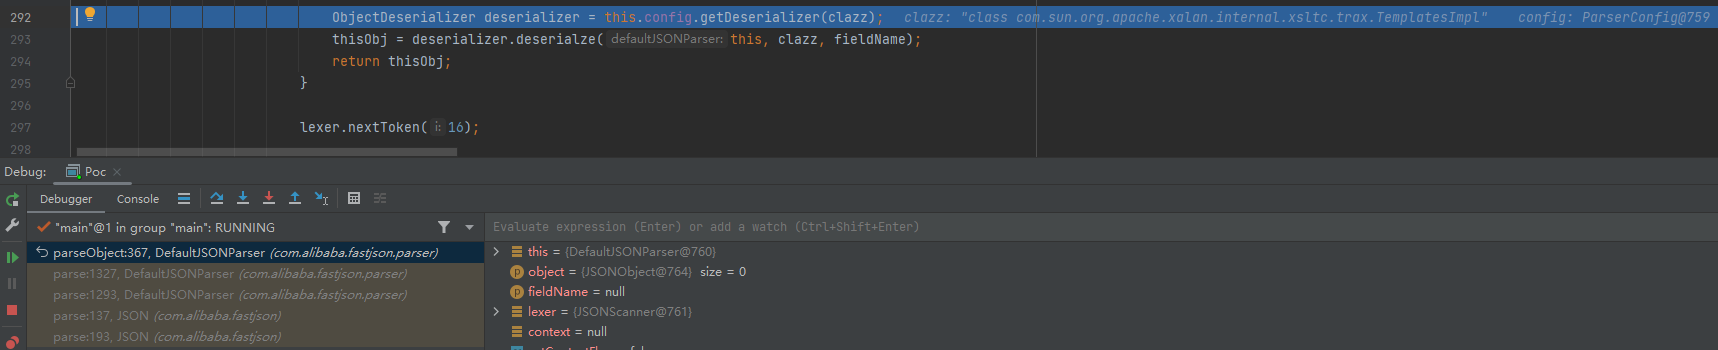 292 ObjectDeserializer deserializer = this.config.getDeserializer(clazz); clazz: "class com.sun.org.apache.xalan.internal.xsltc.trax.TemplatesImpl" config: ParserConfig@759
293 thisObj = deserializer.deserialze( defaultJSONParser: this, clazz, fieldName);
294 return thisObj;
295 }
296
297 lexer.nextToken( i: 16);
298
Debug: Poc
Debugger Console
"main"@1 in group "main": RUNNING
Evaluate expression (Enter) or add a watch (Ctrl+Shift+Enter)
parseObject:367, DefaultJSONParser (com.alibaba.fastjson.parser)
parse:1327, DefaultJSONParser (com.alibaba.fastjson.parser)
parse:1293, DefaultJSONParser (com.alibaba.fastjson.parser)
parse:137, JSON (com.alibaba.fastjson)
parse:193, JSON (com.alibaba.fastjson)
this = {DefaultJSONParser@760}
object = {JSONObject@764} size = 0
fieldName = null
lexer = {JSONScanner@761}
context = null